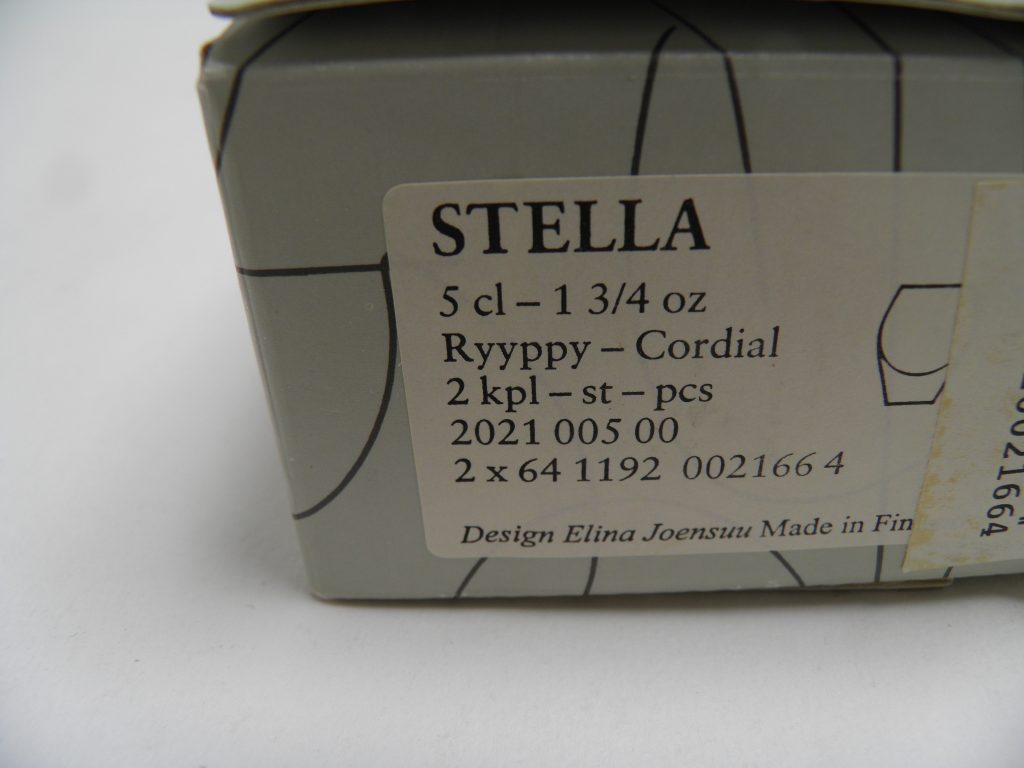 STELLA
5 cl – 1 3/4 oz
Ryyppy – Cordial
2 kpl – st – pcs
2021 005 00
2 x 64 1192 002166 4
Design Elina Joensuu Made in Fin
0021664